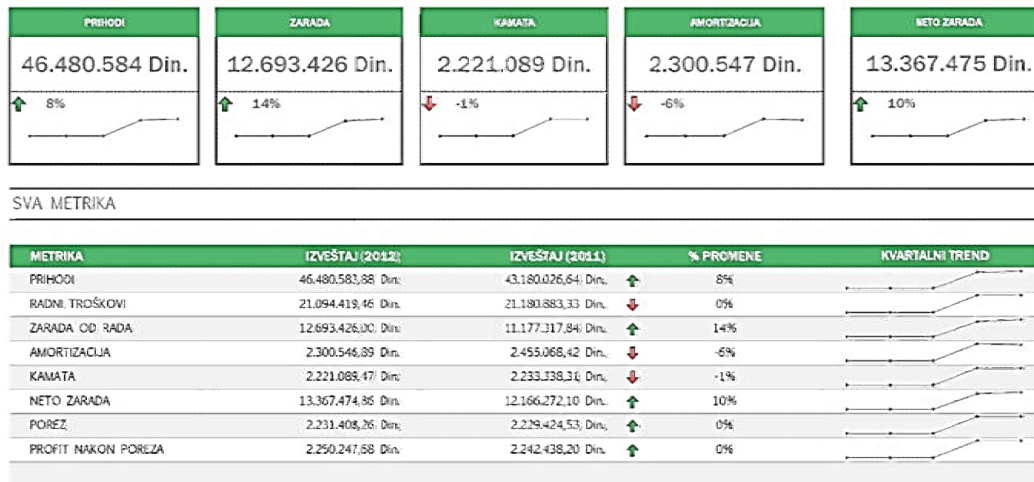 PRIHODI ZARADA KAMATA AMORTIZACIJA NETO ZARADA
46.480.584 Din. 12.693.426 Din. 2.221.089 Din. 2.300.547 Din. 13.367.475 Din.
8% 14% -1% -6% 10%
SVA METRIKA
METRIKA IZVEŠTAJ (2012) IZVEŠTAJ (2011) % PROMENE KVARTALNI TREND
PRIHODI 46.480.583,88 Din. 43.180.026,64 Din. 8%
RADNI TROŠKOVI 21.094.419,46 Din. 21.180.883,33 Din. 0%
ZARADA OD RADA 12.693.426,00 Din. 11.177.317,84 Din. 14%
AMORTIZACIJA 2.300.546,89 Din. 2.455.068,42 Din. -6%
KAMATA 2.221.089,47 Din. 2.233.338,31 Din. -1%
NETO ZARADA 13.367.474,86 Din. 12.166.272,10 Din. 10%
POREZ 2.231.408,26 Din. 2.229.424,53 Din. 0%
PROFIT NAKON POREZA 2.250.247,68 Din. 2.242.438,20 Din. 0%